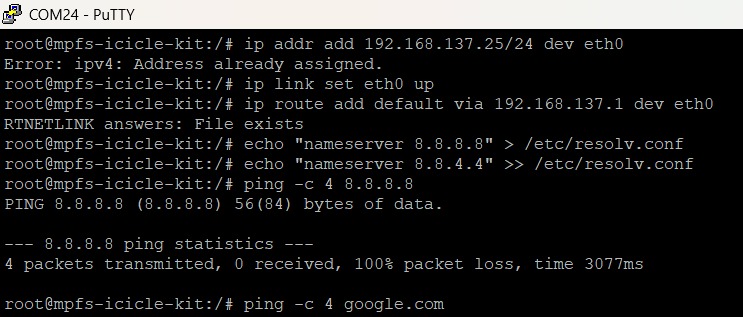 COM24 - PuTTY
root@mpfs-icicle-kit:/# ip addr add 192.168.137.25/24 dev eth0
Error: ipv4: Address already assigned.
root@mpfs-icicle-kit:/# ip link set eth0 up
root@mpfs-icicle-kit:/# ip route add default via 192.168.137.1 dev eth0
RTNETLINK answers: File exists
root@mpfs-icicle-kit:/# echo "nameserver 8.8.8.8" > /etc/resolv.conf
root@mpfs-icicle-kit:/# echo "nameserver 8.8.4.4" >> /etc/resolv.conf
root@mpfs-icicle-kit:/# ping -c 4 8.8.8.8
PING 8.8.8.8 (8.8.8.8) 56(84) bytes of data.
--- 8.8.8.8 ping statistics ---
4 packets transmitted, 0 received, 100% packet loss, time 3077ms
root@mpfs-icicle-kit:/# ping -c 4 google.com